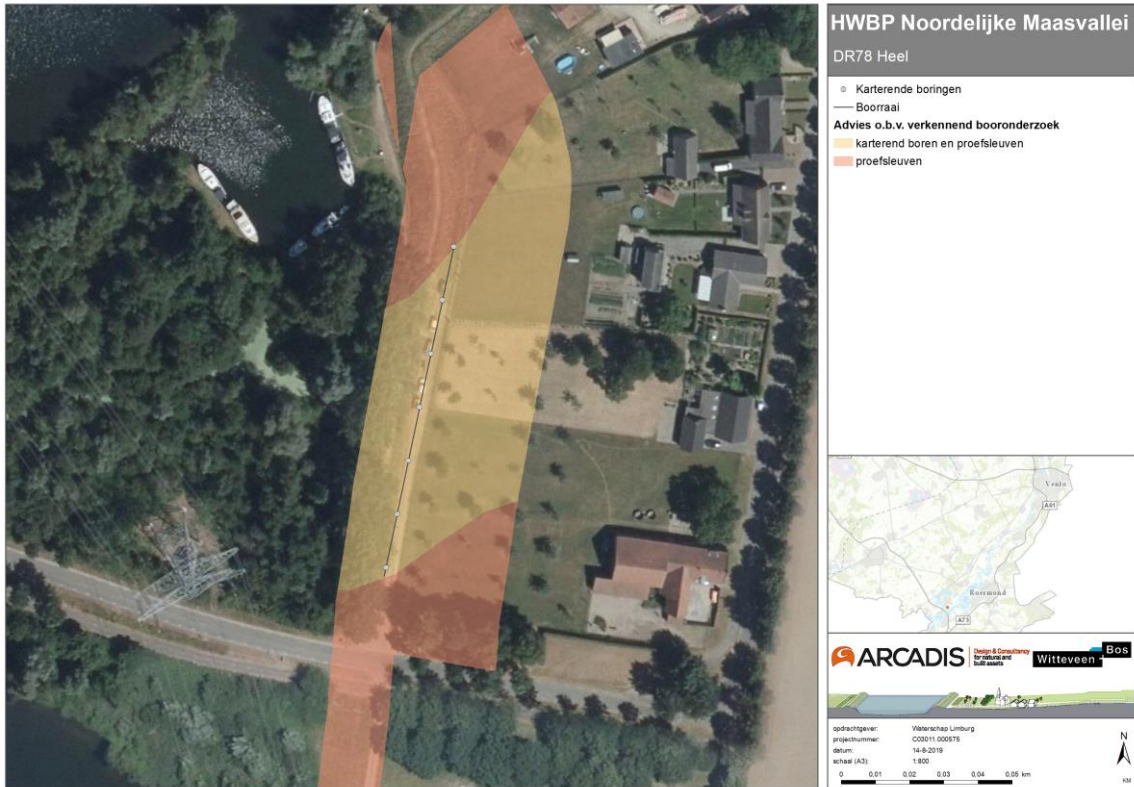 HWBP Noordelijke Maasvallei
DR78 Heel
Karterende boringen
Boorraai
Advies o.b.v. verkennend booronderzoek
karterend boren en proefsleuven
proefsleuven
Venlo
A61
Roermond
A73
ARCADIS
Design & Consultancy
for natural and
built assets
Witteveen + Bos
opdrachtgever: Waterschap Limburg
projectnummer: C03011.000575
datum: 14-8-2019
schaal (A3): 1:800
N
0 0,01 0,02 0,03 0,04 0,05 km
KM